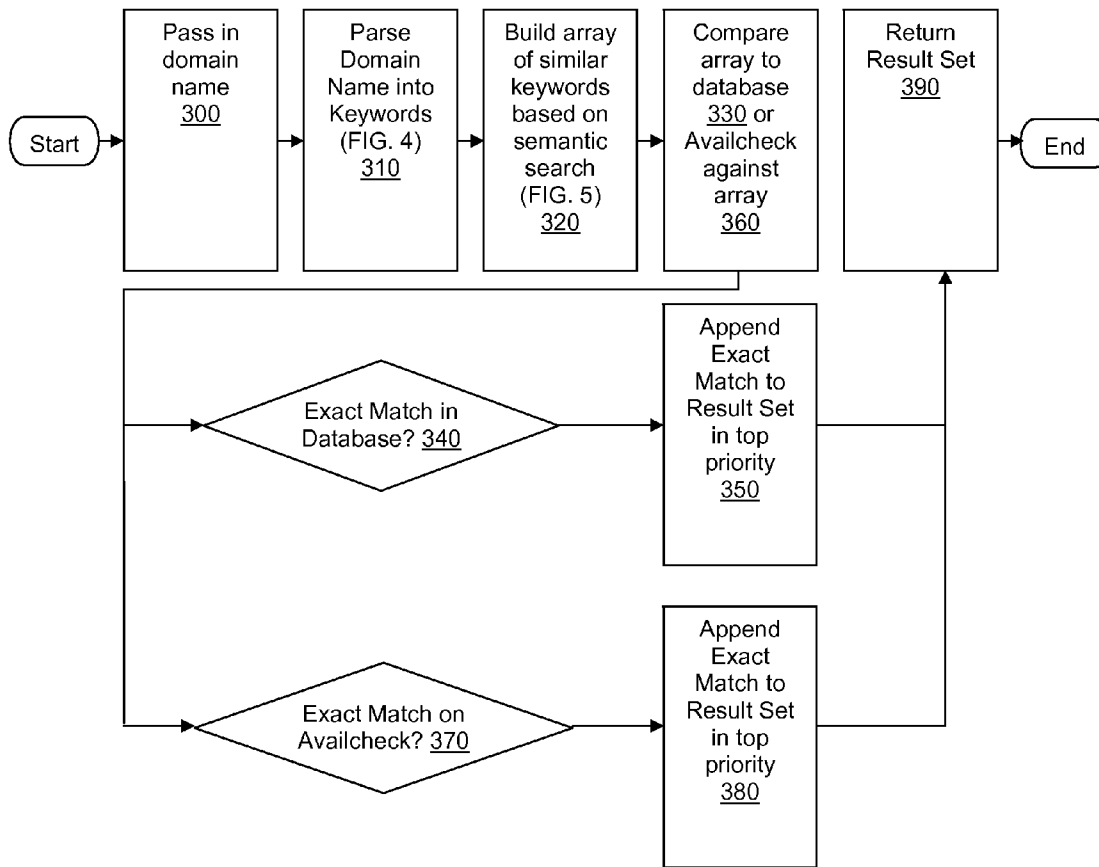 Start
Pass in
domain
name
300
Parse
Domain
Name into
Keywords
(FIG. 4)
310
Build array
of similar
keywords
based on
semantic
search
(FIG. 5)
320
Compare
array to
database
330 or
Availcheck
against
array
360
Return
Result Set
390
End
Exact Match in
Database? 340
Append
Exact
Match to
Result Set
in top
priority
350
Exact Match on
Availcheck? 370
Append
Exact
Match to
Result Set
in top
priority
380